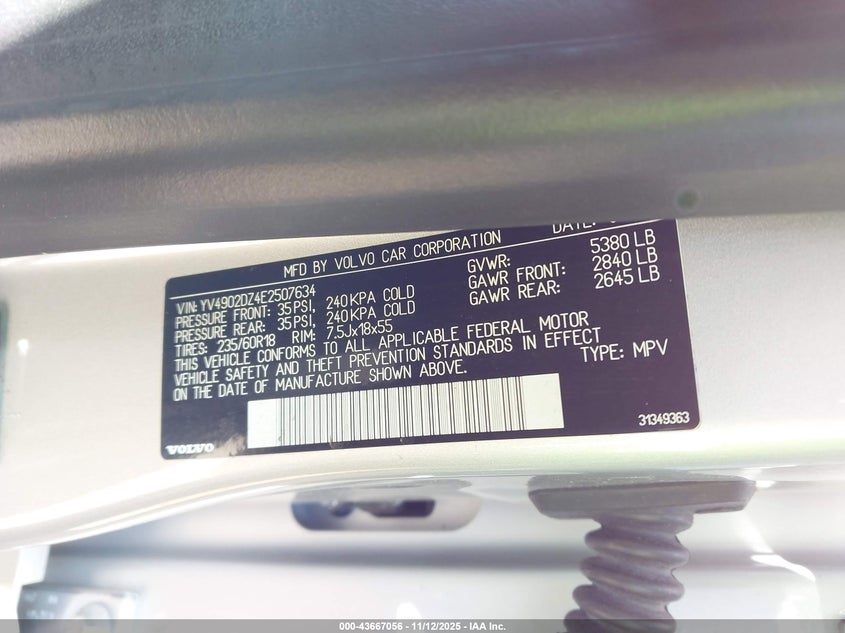 MFD BY VOLVO CAR CORPORATION
VIN: YV4902DZ4E2507634
PRESSURE FRONT: 35PSI, 240KPA COLD
PRESSURE REAR: 35PSI, 240KPA COLD
TIRES: 235/60R18 RIM: 7.5Jx18x55
GVWR: 5380 LB
GAWR FRONT: 2840 LB
GAWR REAR: 2645 LB
THIS VEHICLE CONFORMS TO ALL APPLICABLE FEDERAL MOTOR
VEHICLE SAFETY AND THEFT PREVENTION STANDARDS IN EFFECT
ON THE DATE OF MANUFACTURE SHOWN ABOVE.
TYPE: MPV
31349363
VOLVO
000-43667056 - 11/12/2025 - IAA Inc.